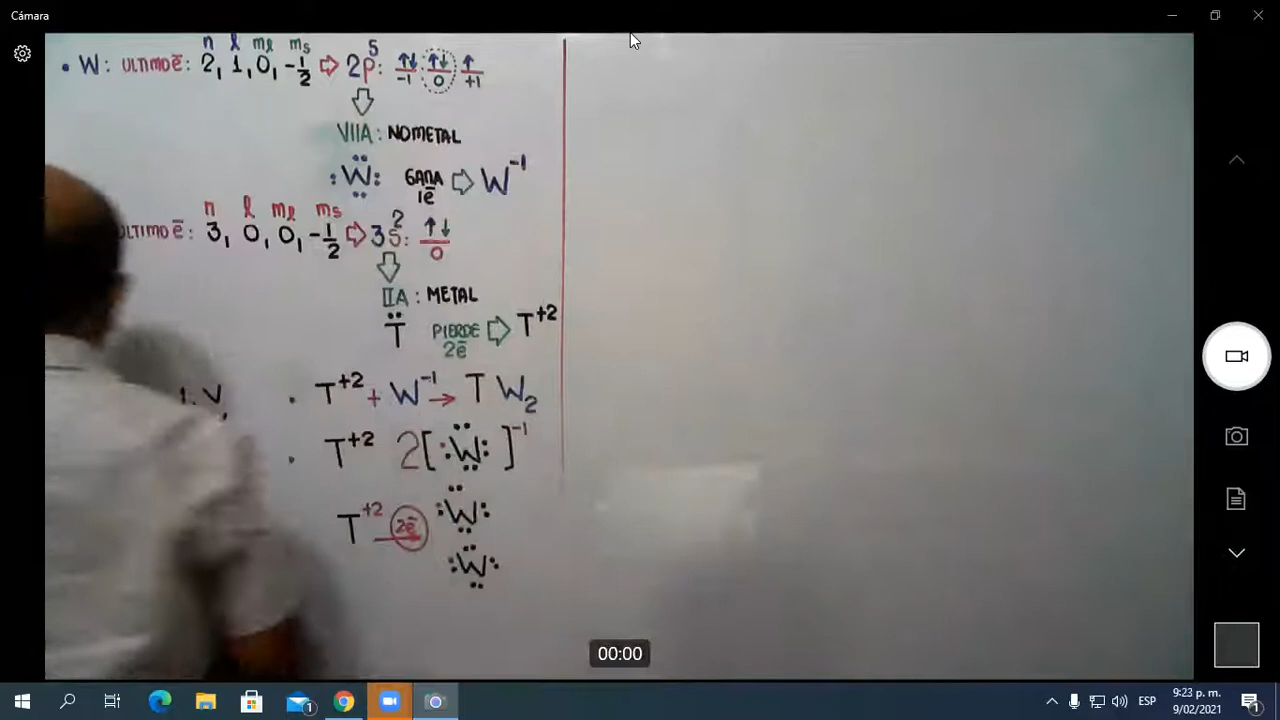 Cámara
n l ml ms
• W: ULTIMO ē: 2, 1, 0, -1/2 ⇒ 2p⁵: ↑↓ ↑↓ ↑
-1 0 +1
VIIA: NOMETAL
W GANA 1ē ⇒ W⁻¹
n l ml ms
ULTIMO ē: 3, 0, 0, -1/2 ⇒ 3S²: ↑↓
0
IIA: METAL
T PIERDE 2ē ⇒ T⁺²
I. V,
• T⁺² + W⁻¹ → TW₂
• T⁺² 2[W]⁻¹
T⁺² 2ē → W
W
00:00
ESP
9:23 p. m.
9/02/2021